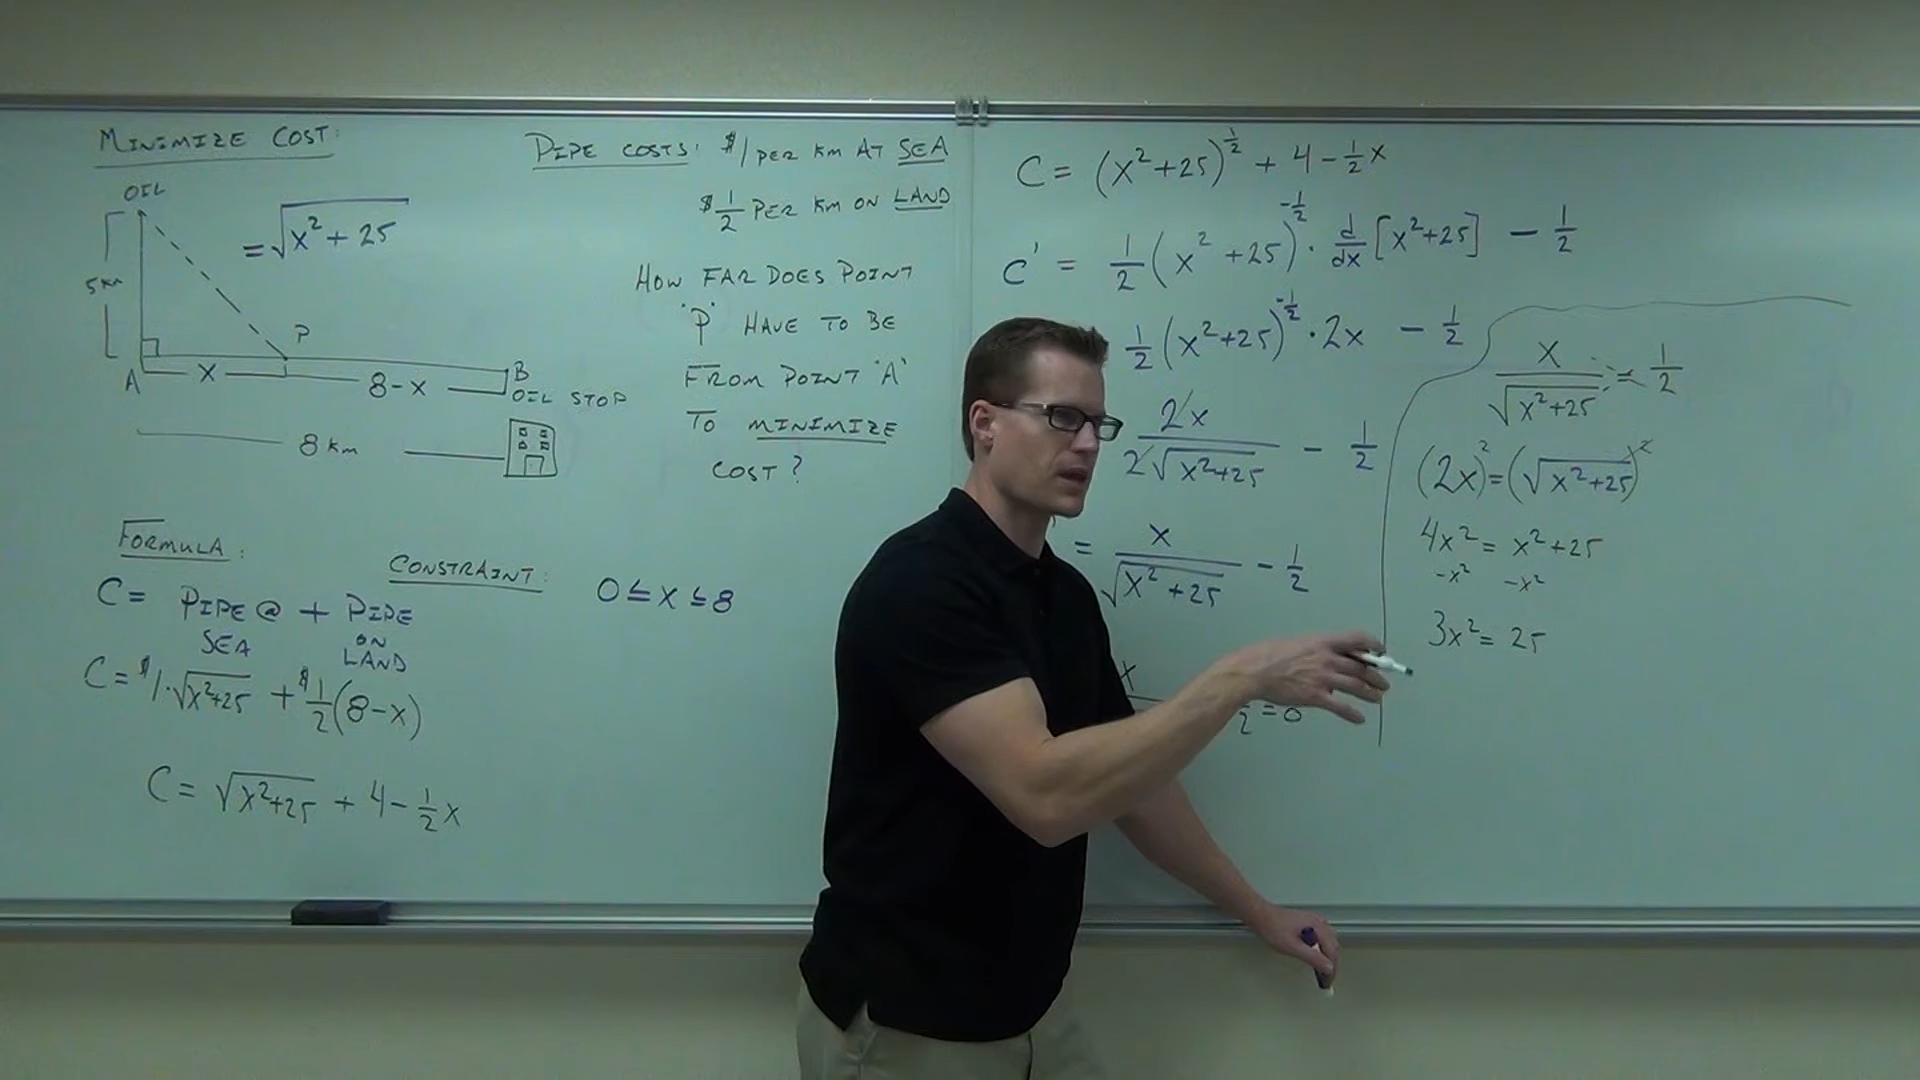 MINIMIZE COST:
OIL
= √(x² + 25)
5 km
P
A
x
8-x
B
OIL STOP
8 km
PIPE COSTS: $1 PER KM AT SEA
$ 1/2 PER KM ON LAND
HOW FAR DOES POINT
"P" HAVE TO BE
FROM POINT 'A'
TO MINIMIZE
COST?
FORMULA:
C = PIPE @ SEA + PIPE ON LAND
C = $1·√(x²+25) + $ 1/2 (8-x)
C = √(x²+25) + 4 - 1/2 x
CONSTRAINT: 0 ≤ x ≤ 8
C = (x²+25)^(1/2) + 4 - 1/2 x
C' = 1/2 (x²+25)^(-1/2) · d/dx [x²+25] - 1/2
1/2 (x²+25)^(-1/2) · 2x - 1/2
2x / 2√(x²+25) - 1/2
= x / √(x²+25) - 1/2
x
2 = 0
x / √(x²+25) = 1/2
(2x)² = (√(x²+25))²
4x² = x²+25
-x² -x²
3x² = 25